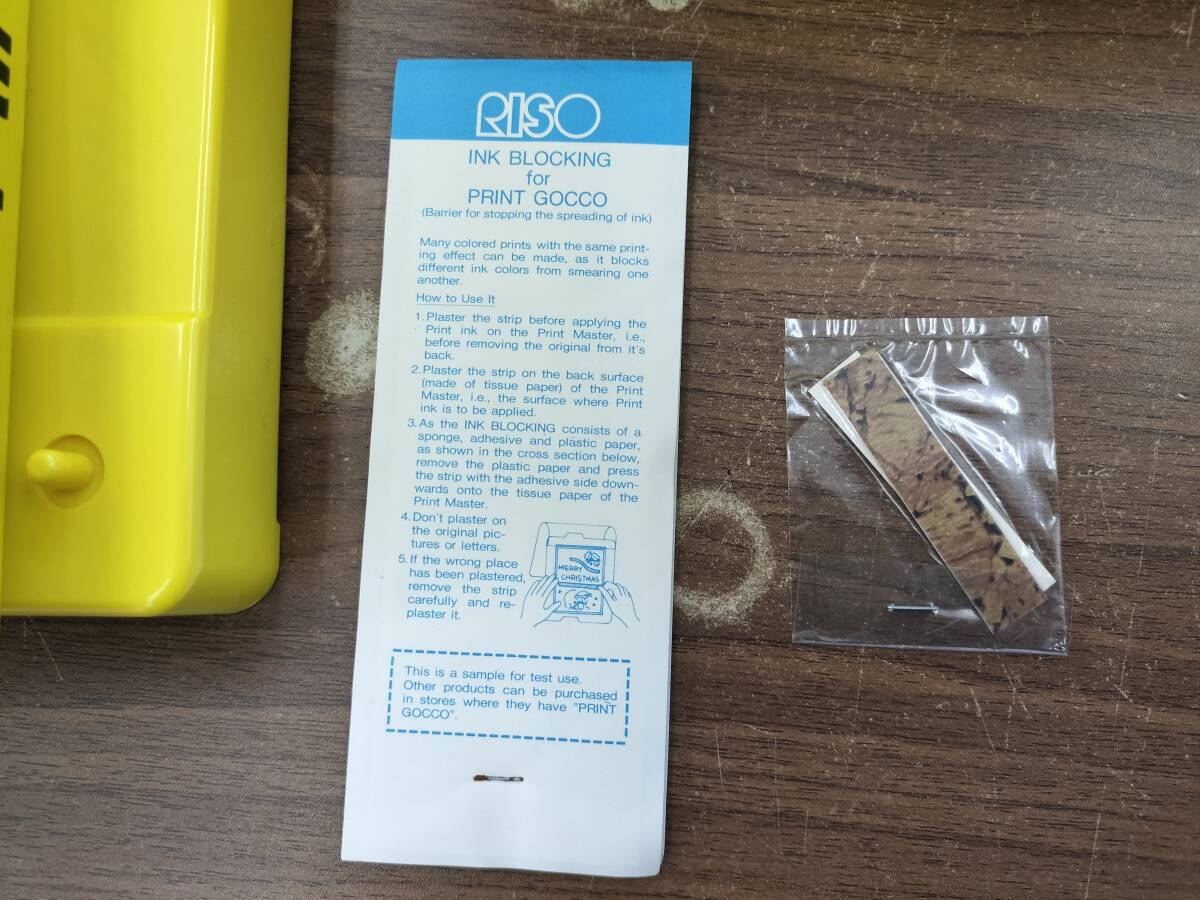 RISO
INK BLOCKING
for
PRINT GOCCO
(Barrier for stopping the spreading of ink)
Many colored prints with the same print-
ing effect can be made, as it blocks
different ink colors from smearing one
another.
How to Use It
1. Plaster the strip before applying the
Print ink on the Print Master, i.e.,
before removing the original from it's
back.
2. Plaster the strip on the back surface
(made of tissue paper) of the Print
Master, i.e., the surface where Print
ink is to be applied.
3. As the INK BLOCKING consists of a
sponge, adhesive and plastic paper,
as shown in the cross section below,
remove the plastic paper and press
the strip with the adhesive side down-
wards onto the tissue paper of the
Print Master.
4. Don't plaster on
the original pic-
tures or letters.
5. If the wrong place
has been plastered,
remove the strip
carefully and re-
plaster it.
MERRY
CHRISTMAS
This is a sample for test use.
Other products can be purchased
in stores where they have "PRINT
GOCCO".